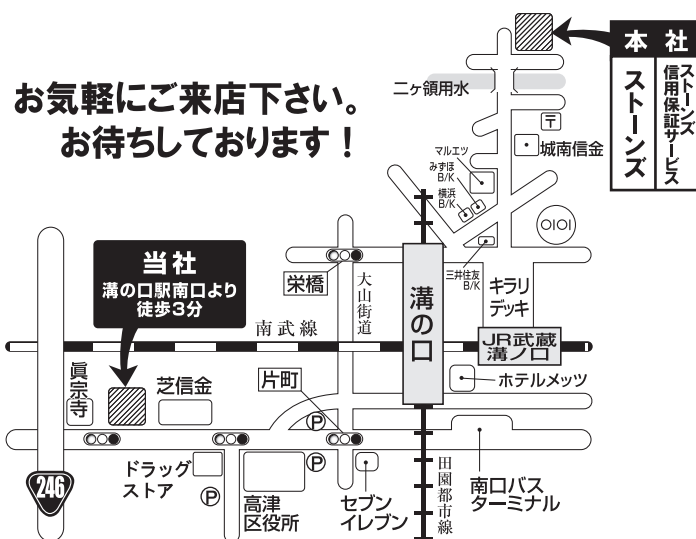 お気軽にご来店下さい。
お待ちしております！
本社
ストーンズ
ストーンズ
信用保証サービス
二ヶ領用水
〒
城南信金
マルエツ
みずほ
B/K
横浜
B/K
OIOI
三井住友
B/K
キラリ
デッキ
当社
溝の口駅南口より
徒歩3分
栄橋
大山街道
溝の口
南武線
JR武蔵
溝ノ口
ホテルメッツ
眞宗寺
芝信金
片町
P
ドラッグ
ストア
P
高津
区役所
P
セブン
イレブン
田園都市線
南口バス
ターミナル
246